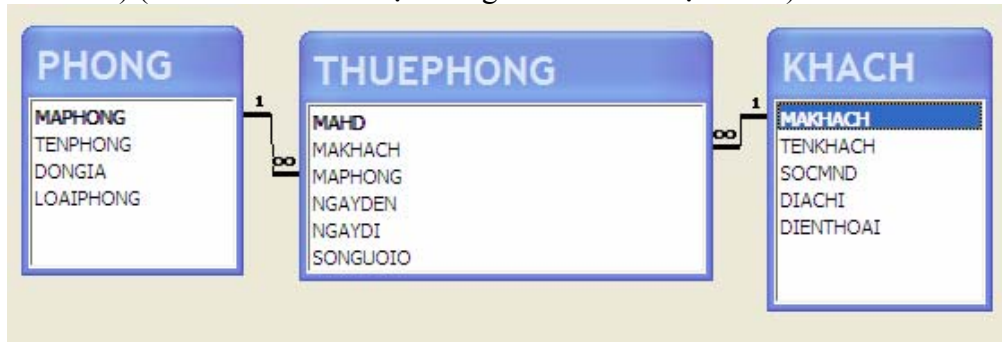 PHONG
MAPHONG
TENPHONG
DONGIA
LOAIPHONG
1
∞
THUEPHONG
MAHD
MAKHACH
MAPHONG
NGAYDEN
NGAYDI
SONGUOIO
∞
1
KHACH
MAKHACH
TENKHACH
SOCMND
DIACHI
DIENTHOAI